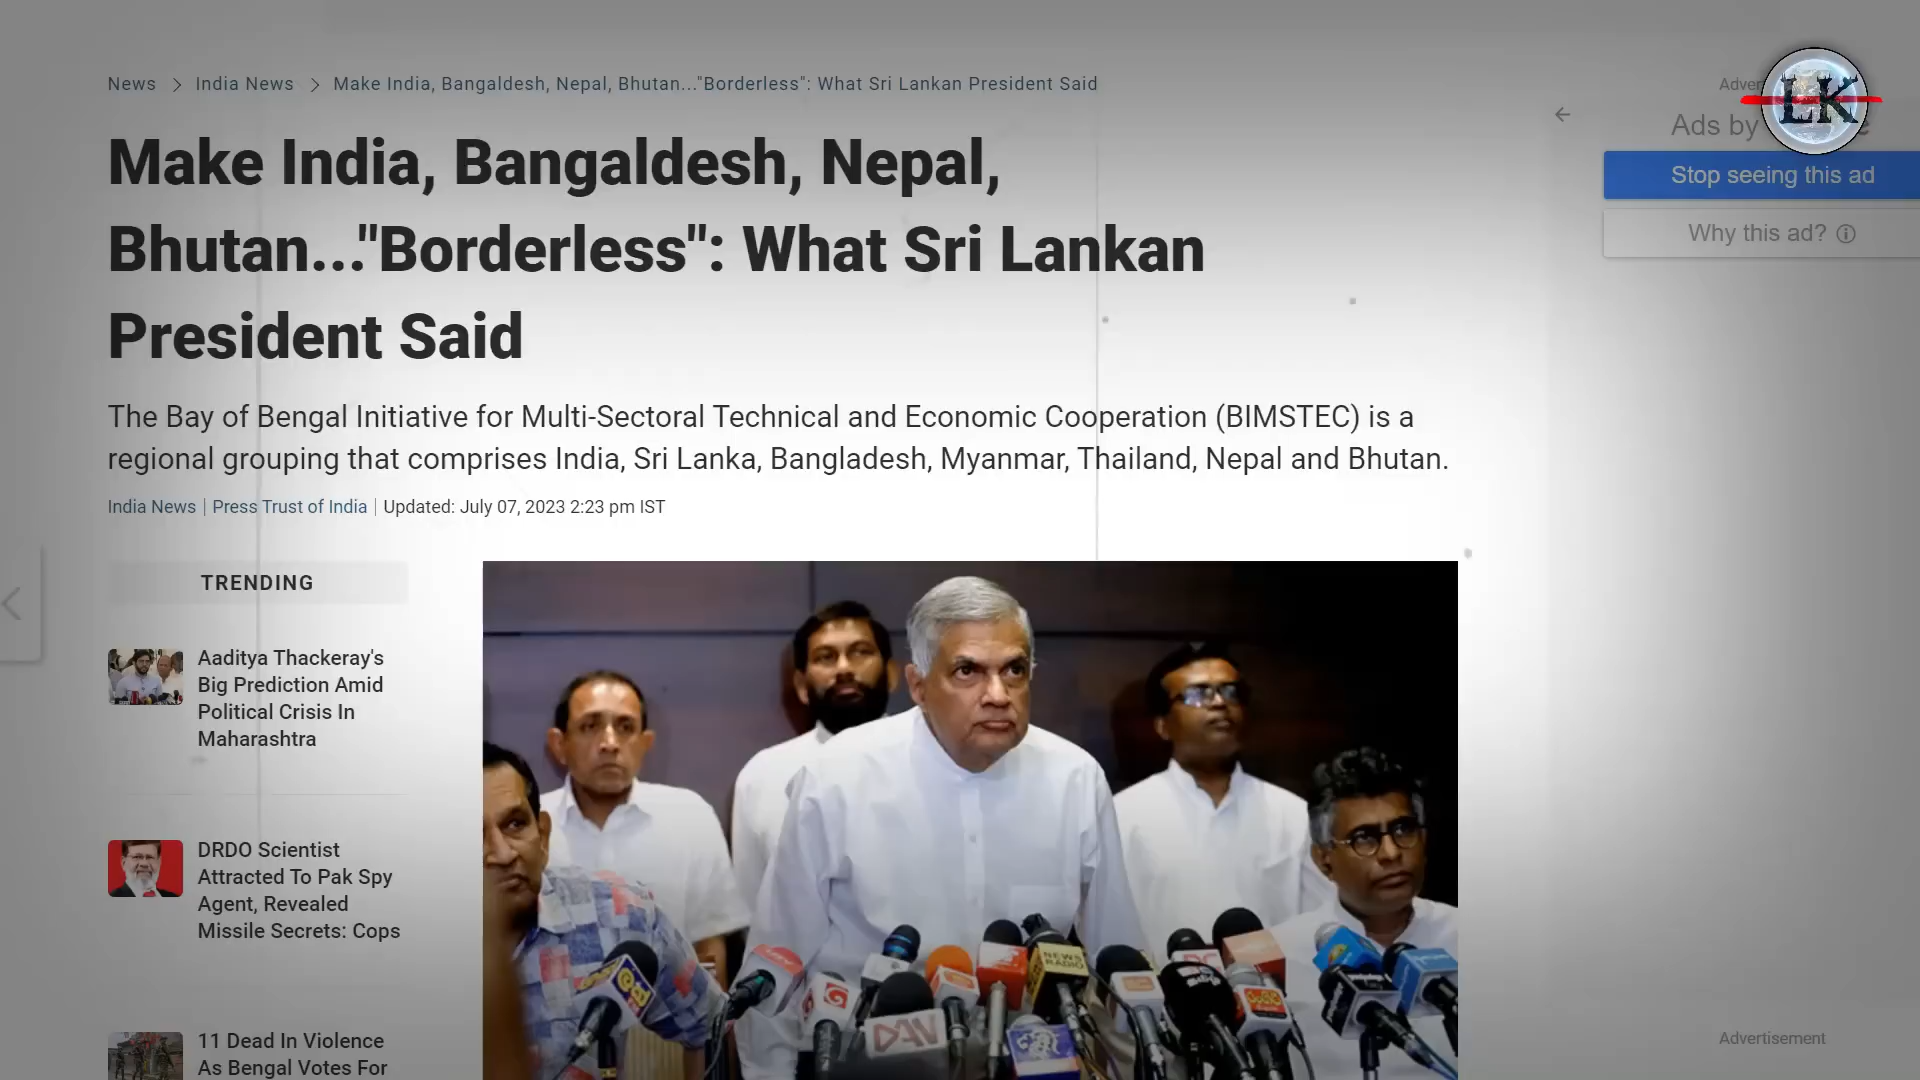 News > India News > Make India, Bangaldesh, Nepal, Bhutan..."Borderless": What Sri Lankan President Said
Make India, Bangaldesh, Nepal,
Bhutan..."Borderless": What Sri Lankan
President Said
The Bay of Bengal Initiative for Multi-Sectoral Technical and Economic Cooperation (BIMSTEC) is a
regional grouping that comprises India, Sri Lanka, Bangladesh, Myanmar, Thailand, Nepal and Bhutan.
India News | Press Trust of India | Updated: July 07, 2023 2:23 pm IST
TRENDING
Aaditya Thackeray's
Big Prediction Amid
Political Crisis In
Maharashtra
DRDO Scientist
Attracted To Pak Spy
Agent, Revealed
Missile Secrets: Cops
11 Dead In Violence
As Bengal Votes For
LK
Ads by
Stop seeing this ad
Why this ad?
NEWS
RADIO
DAN
Advertisement